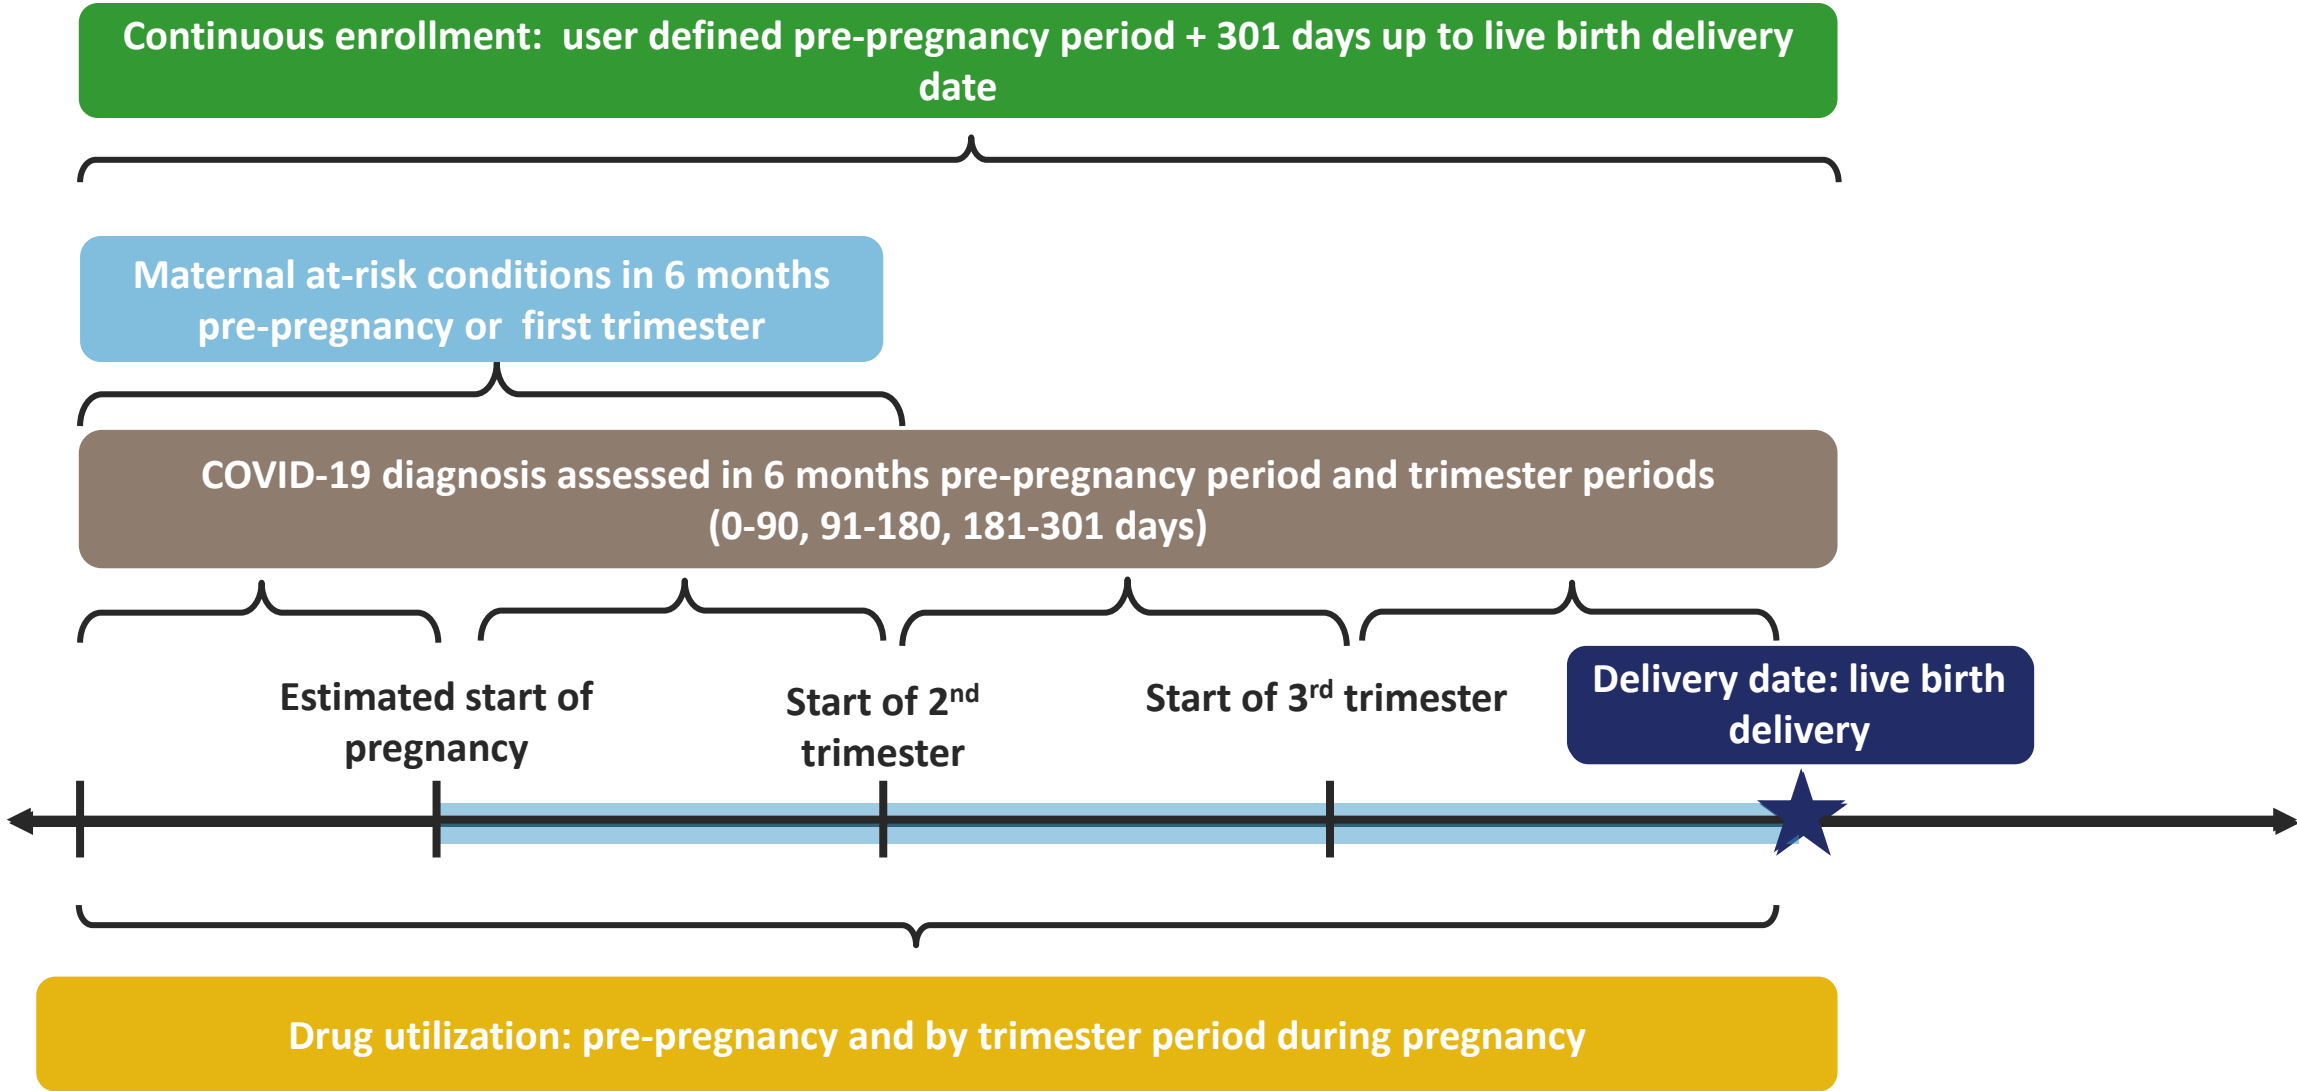 Continuous enrollment:  user defined pre-pregnancy period + 301 days up to live birth delivery
date
Maternal at-risk conditions in 6 months
pre-pregnancy or  first trimester
COVID-19 diagnosis assessed in 6 months pre-pregnancy period and trimester periods
(0-90, 91-180, 181-301 days)
Estimated start of
pregnancy
Start of 2nd
trimester
Start of 3rd trimester
Delivery date: live birth
delivery
Drug utilization: pre-pregnancy and by trimester period during pregnancy